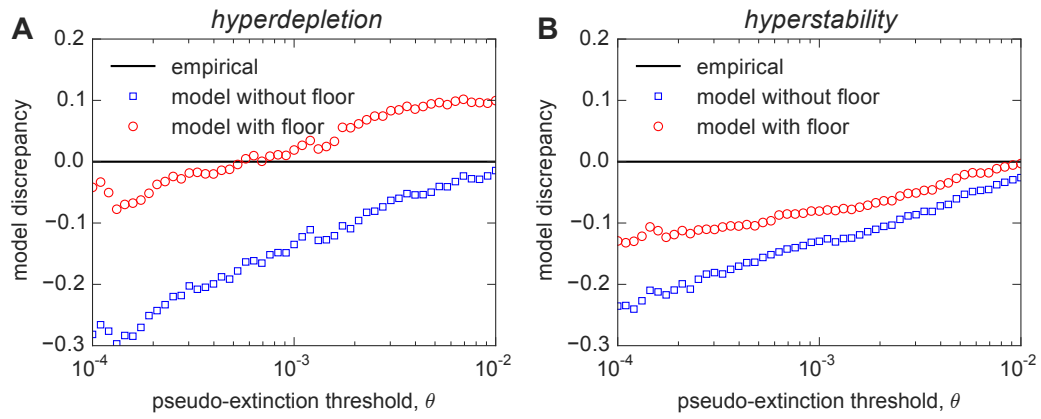 A
hyperdepletion
model discrepancy
0.2
0.1
0.0
−0.1
−0.2
−0.3
empirical
model without floor
model with floor
10⁻⁴
10⁻³
10⁻²
pseudo-extinction threshold, θ
B
hyperstability
model discrepancy
0.2
0.1
0.0
−0.1
−0.2
−0.3
empirical
model without floor
model with floor
10⁻⁴
10⁻³
10⁻²
pseudo-extinction threshold, θ